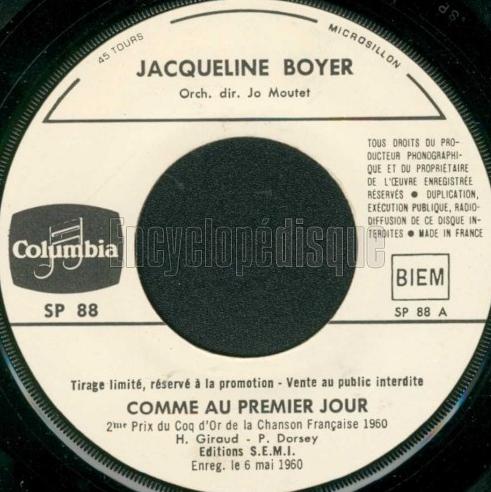 45 TOURS
MICROSILLON
JACQUELINE BOYER
Orch. dir. Jo Moutet
TOUS DROITS DU PRO-
DUCTEUR PHONOGRAPHI-
QUE ET DU PROPRIÉTAIRE
DE L'ŒUVRE ENREGISTRÉE
RÉSERVÉS ● DUPLICATION,
EXÉCUTION PUBLIQUE, RADIO-
DIFFUSION DE CE DISQUE IN-
TERDITES ● MADE IN FRANCE
Columbia
Encyclopédisque
SP 88
BIEM
SP 88 A
Tirage limité, réservé à la promotion - Vente au public interdite
COMME AU PREMIER JOUR
2me Prix du Coq d'Or de la Chanson Française 1960
H. Giraud - P. Dorsey
Editions S.E.M.I.
Enreg. le 6 mai 1960